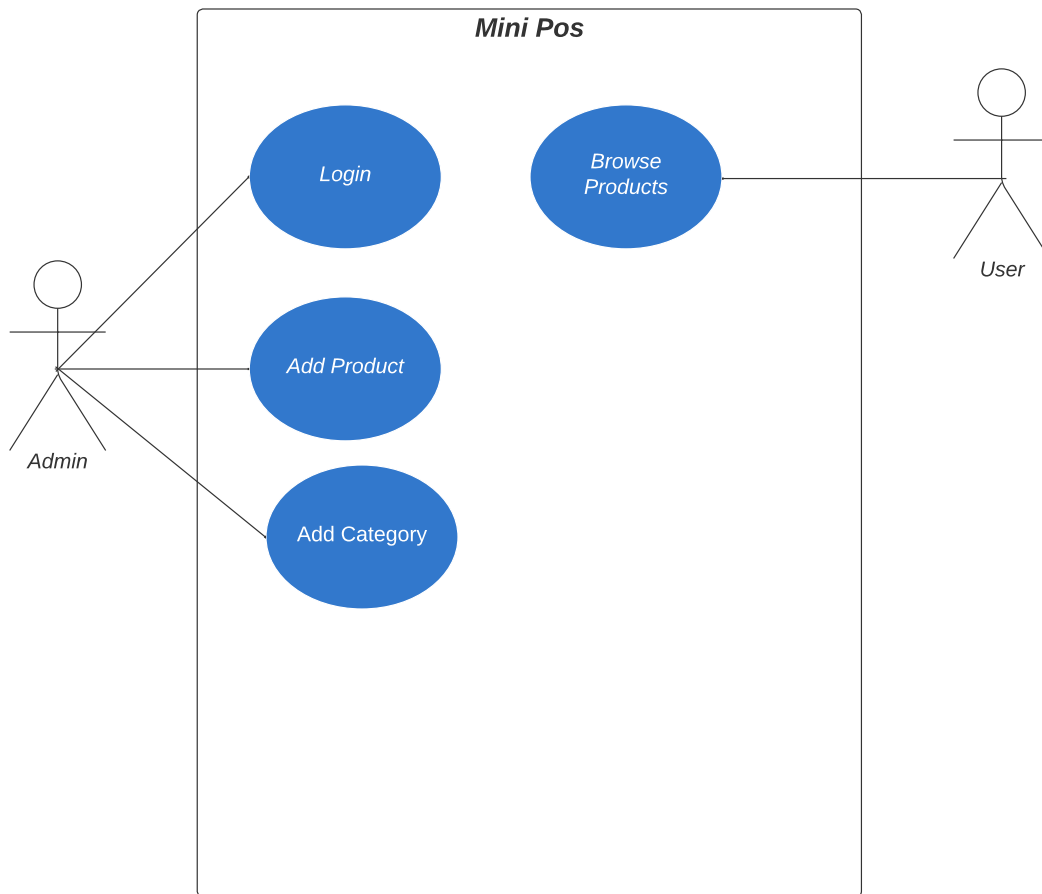 Mini Pos
Login
Browse
Products
User
Add Product
Admin
Add Category